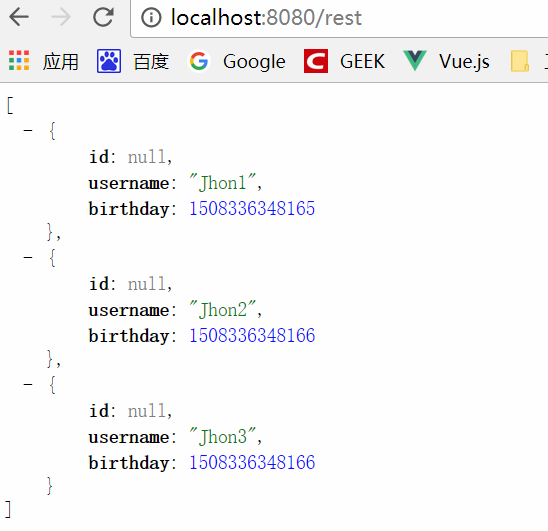 localhost:8080/rest
应用 百度 Google GEEK Vue.js
[
- {
id: null,
username: "Jhon1",
birthday: 1508336348165
},
- {
id: null,
username: "Jhon2",
birthday: 1508336348166
},
- {
id: null,
username: "Jhon3",
birthday: 1508336348166
}
]